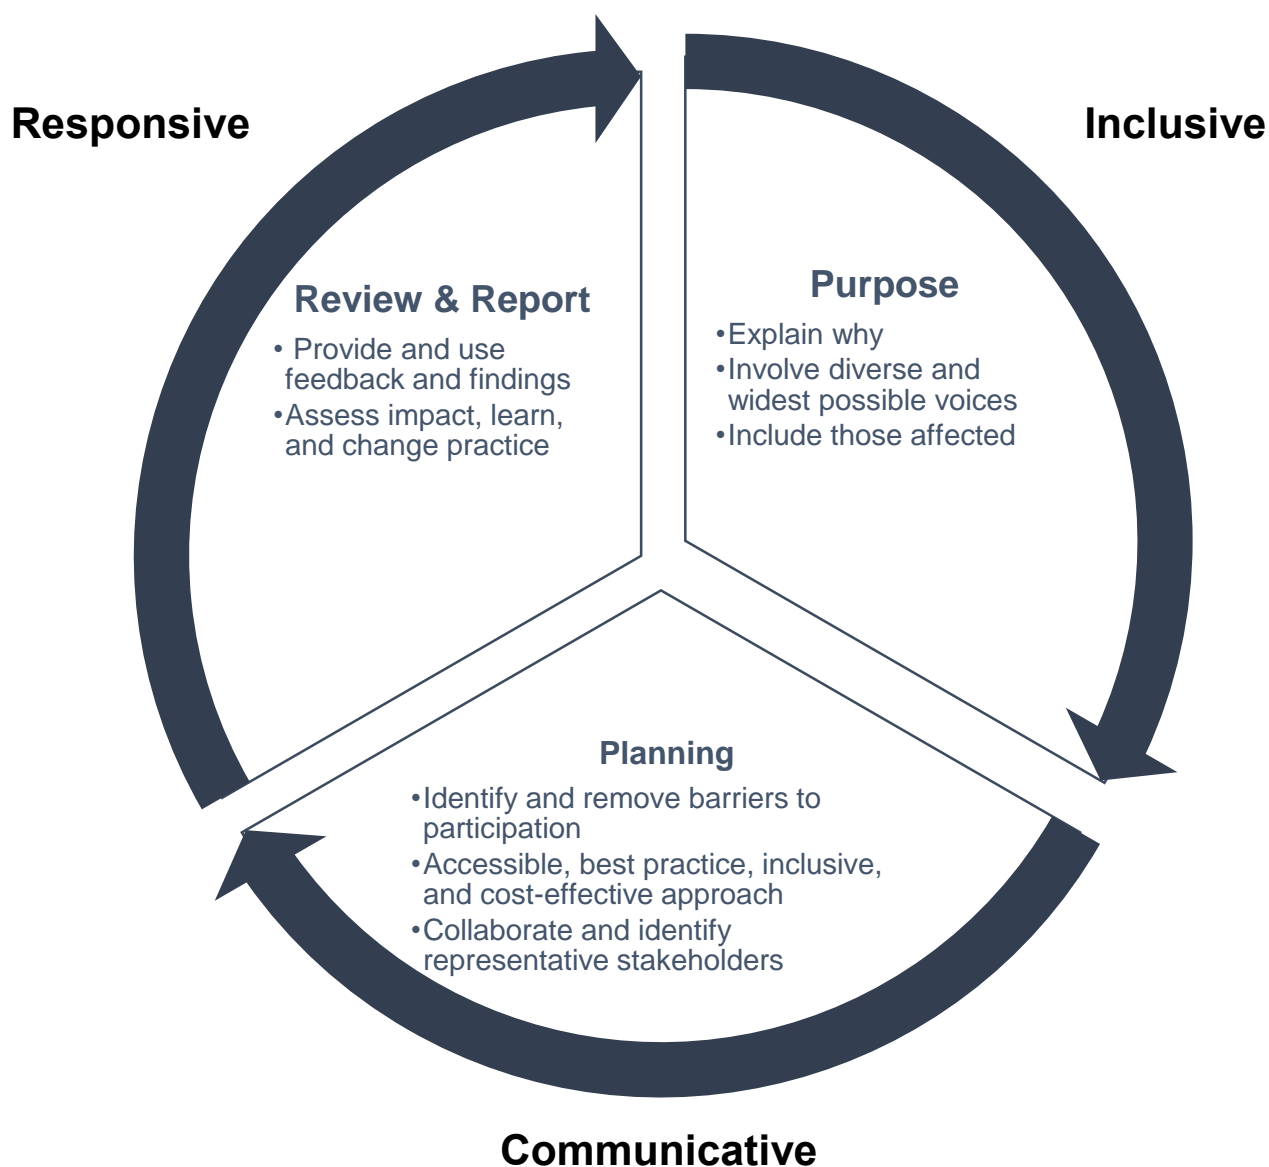 Responsive
Inclusive
Review & Report
• Provide and use
feedback and findings
•Assess impact, learn,
and change practice
Purpose
•Explain why
•Involve diverse and
widest possible voices
•Include those affected
Planning
•Identify and remove barriers to
participation
•Accessible, best practice, inclusive,
and cost-effective approach
•Collaborate and identify
representative stakeholders
Communicative